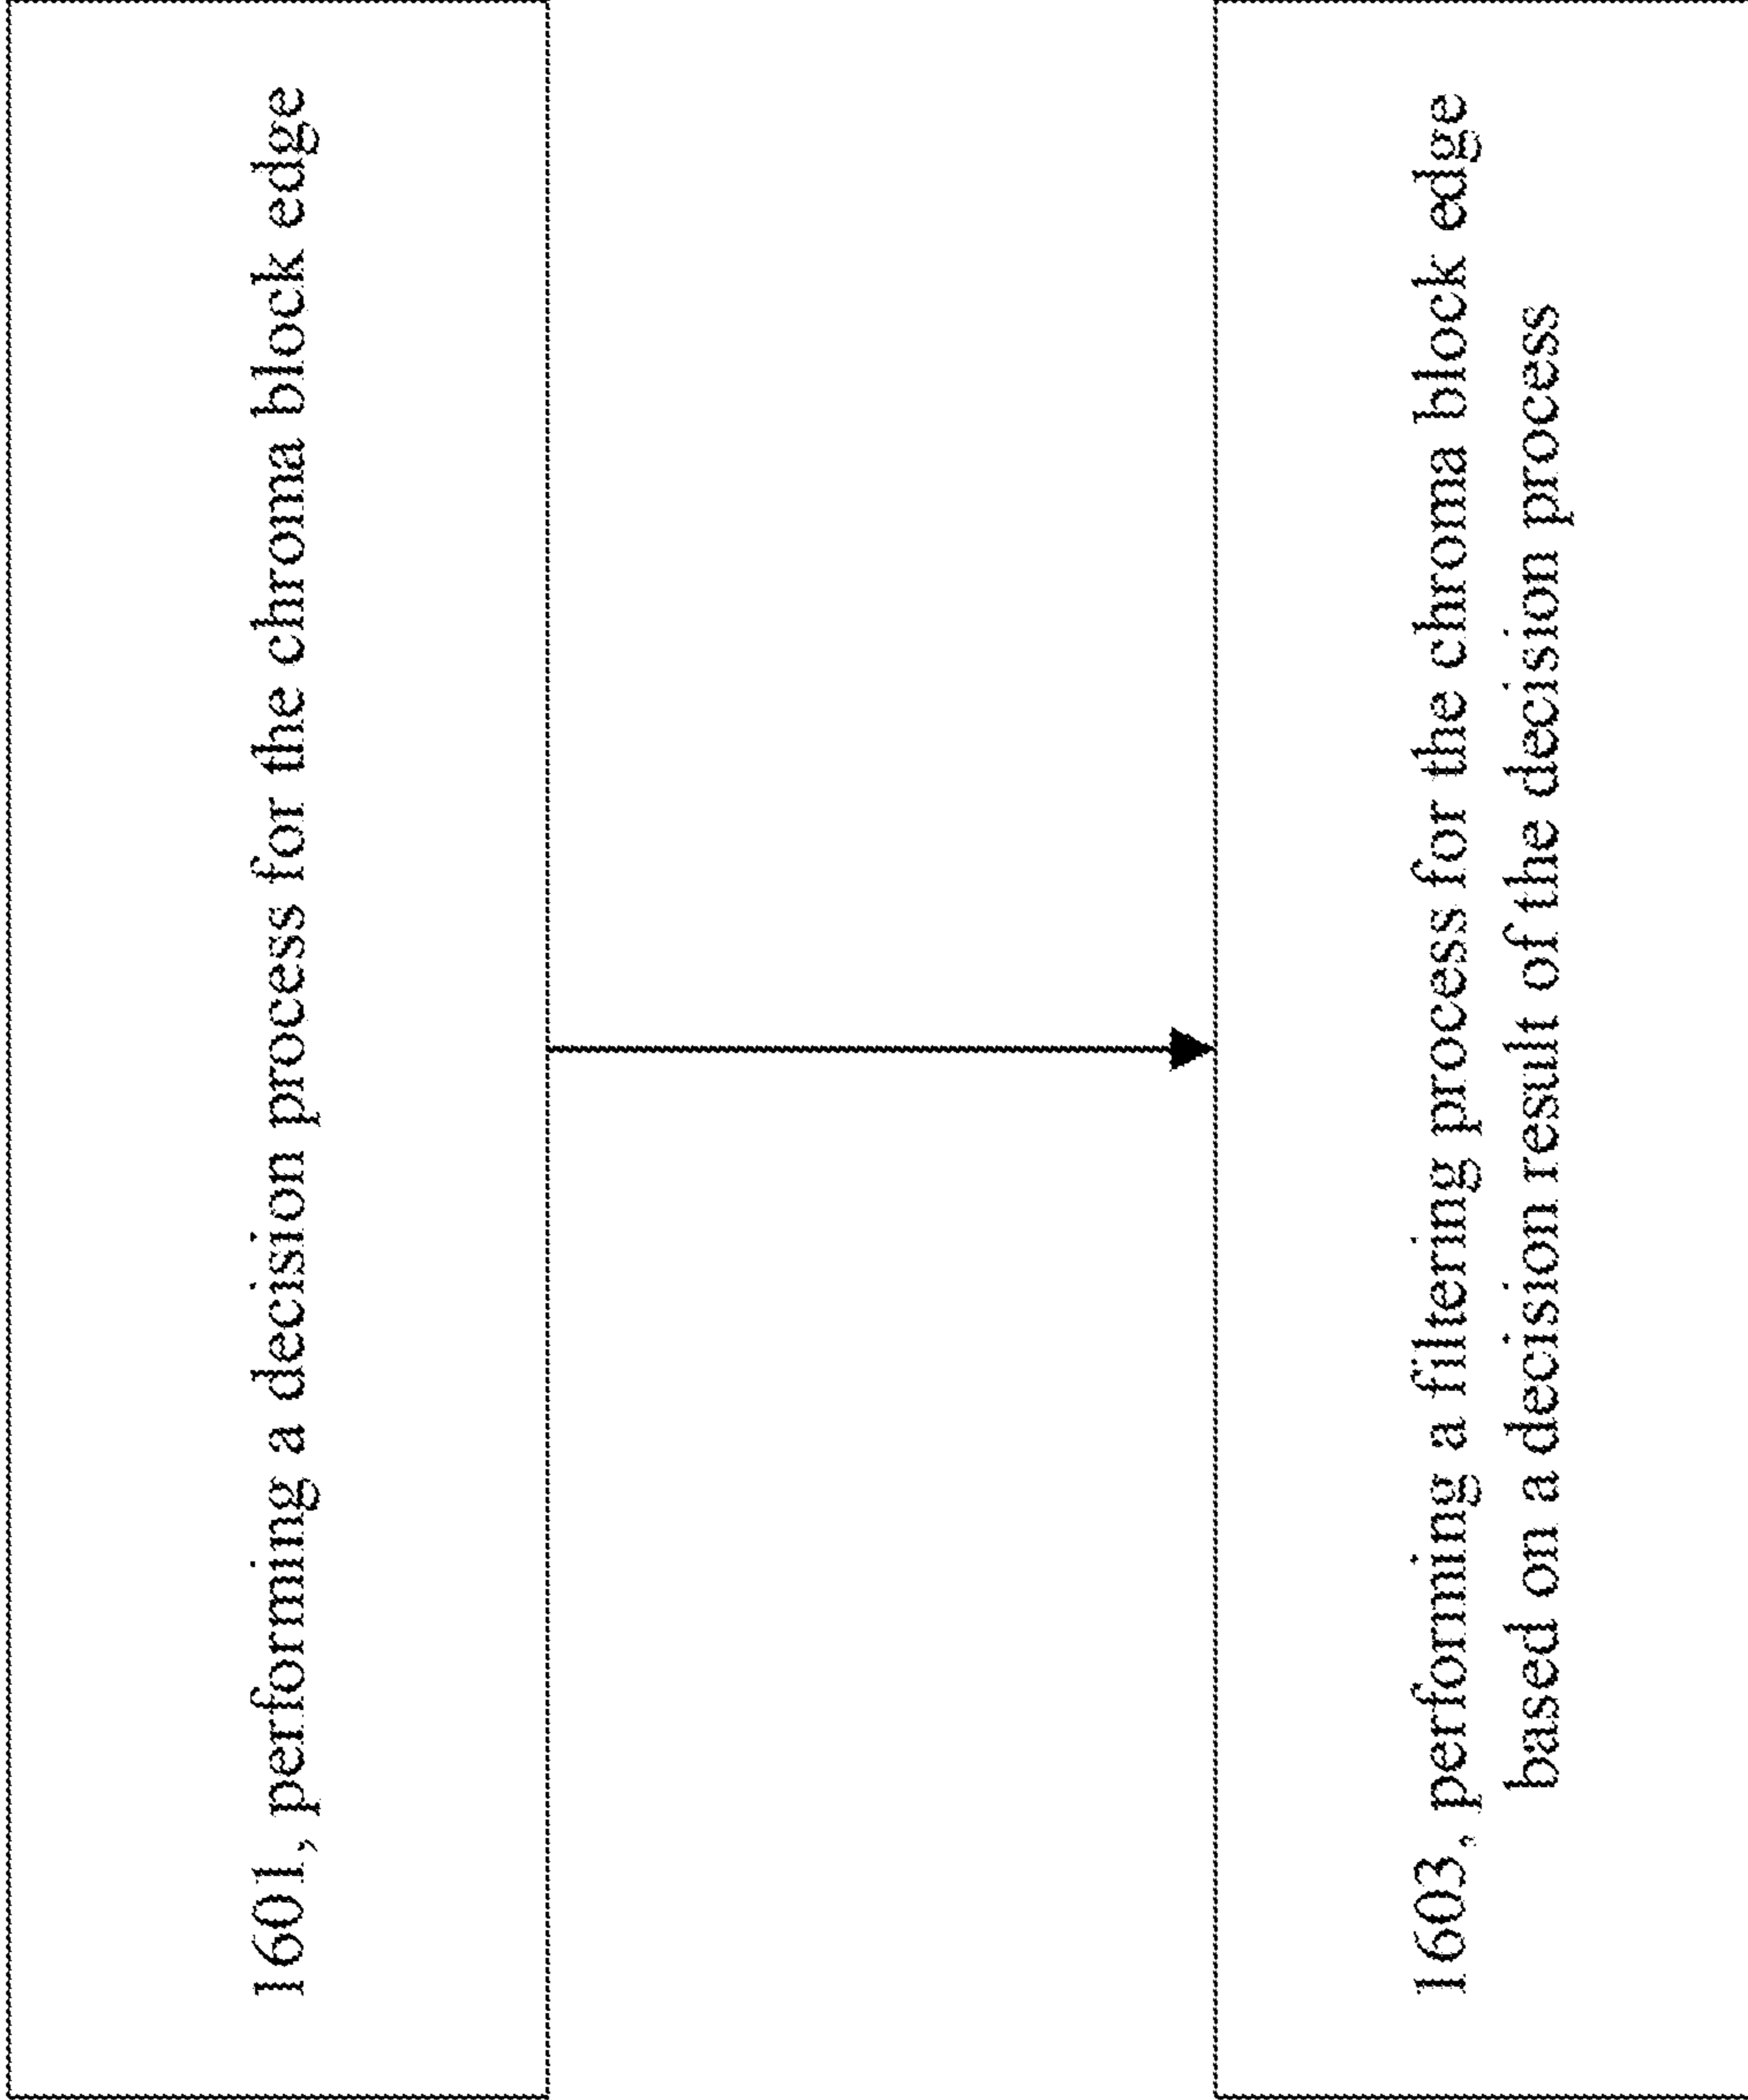 1601, performing a decision process for the chroma block edge
1603, performing a filtering process for the chroma block edge
based on a decision result of the decision process